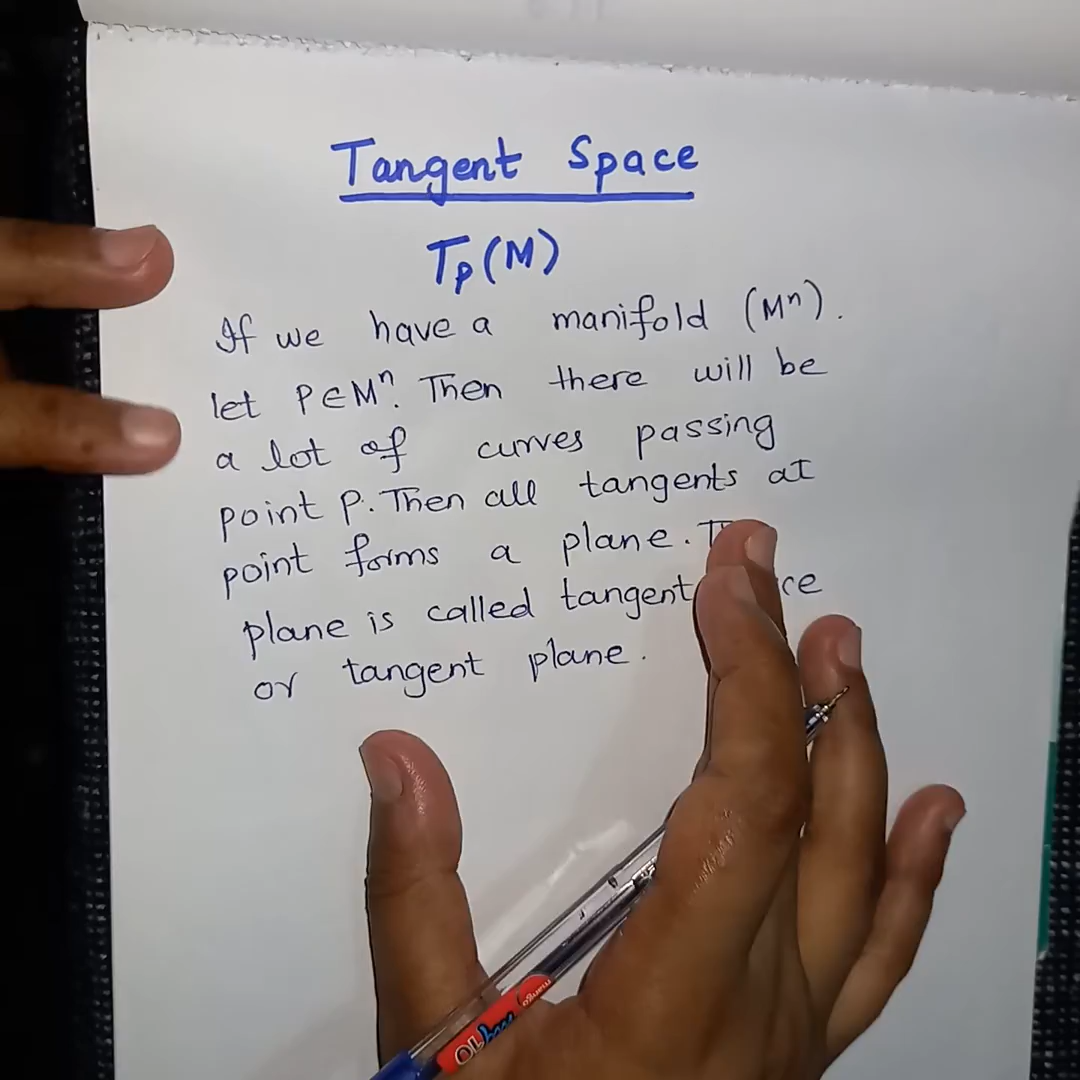 Tangent Space
Tp(M)
If we have a manifold (Mⁿ).
let P∈Mⁿ. Then there will be
a lot of curves passing
point P. Then all tangents at
point forms a plane.
plane is called tangent
or tangent plane.